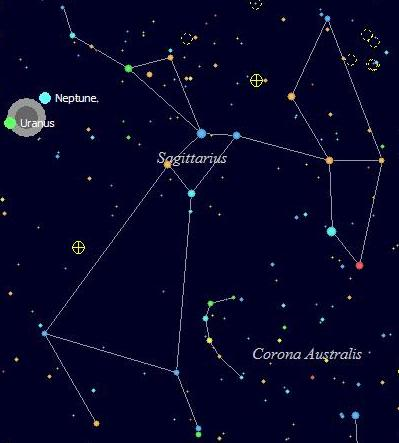 Neptune.
Uranus
Sagittarius
Corona Australis